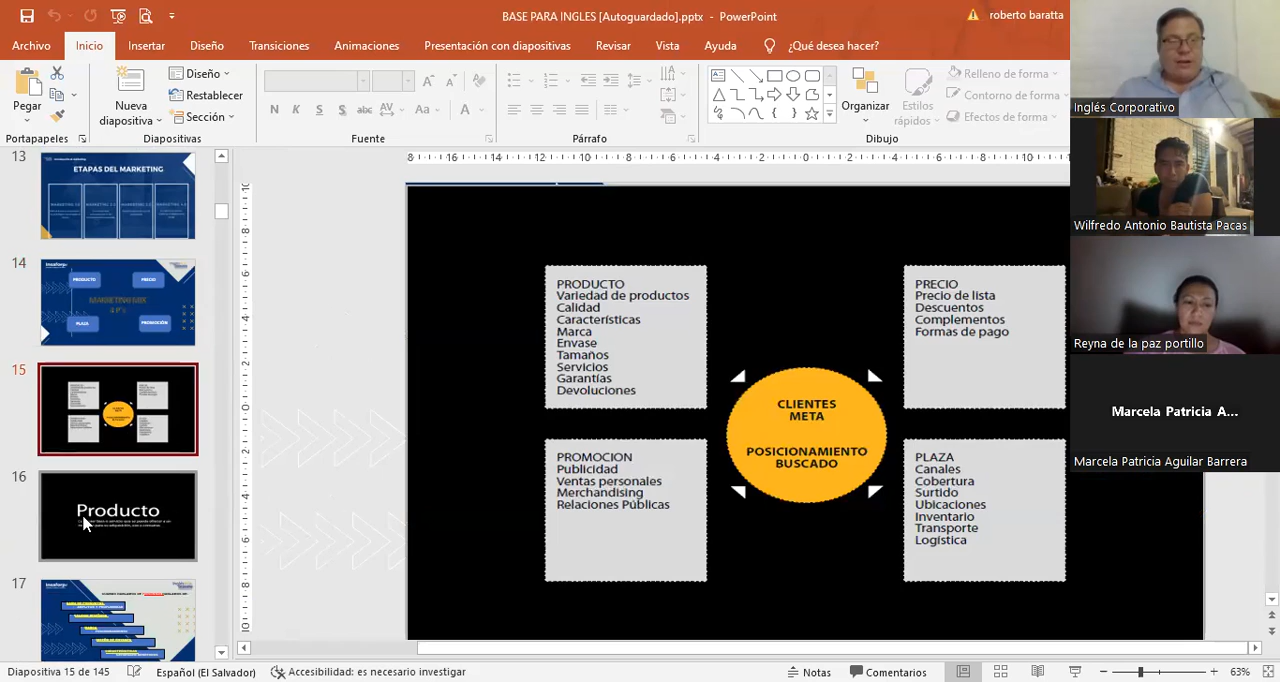 BASE PARA INGLES [Autoguardado].pptx - PowerPoint
roberto baratta
Archivo
Inicio
Insertar
Diseño
Transiciones
Animaciones
Presentación con diapositivas
Revisar
Vista
Ayuda
¿Qué desea hacer?
Pegar
Nueva
diapositiva
Diseño
Restablecer
Sección
N K S S abc AV Aa A
Organizar
Estilos
rápidos
Relleno de forma
Contorno de forma
Efectos de forma
Portapapeles
Diapositivas
Fuente
Párrafo
Dibujo
Inglés Corporativo
Wilfredo Antonio Bautista Pacas
Reyna de la paz portillo
Marcela Patricia A...
Marcela Patricia Aguilar Barrera
13
ETAPAS DEL MARKETING
14
PRODUCTO
PRECIO
MARKETING MIX
4 P's
PLAZA
PROMOCIÓN
15
16
Producto
17
PRODUCTO
Variedad de productos
Calidad
Características
Marca
Envase
Tamaños
Servicios
Garantías
Devoluciones
PRECIO
Precio de lista
Descuentos
Complementos
Formas de pago
CLIENTES
META
POSICIONAMIENTO
BUSCADO
PROMOCION
Publicidad
Ventas personales
Merchandising
Relaciones Públicas
PLAZA
Canales
Cobertura
Surtido
Ubicaciones
Inventario
Transporte
Logística
Diapositiva 15 de 145
Español (El Salvador)
Accesibilidad: es necesario investigar
Notas
Comentarios
63%